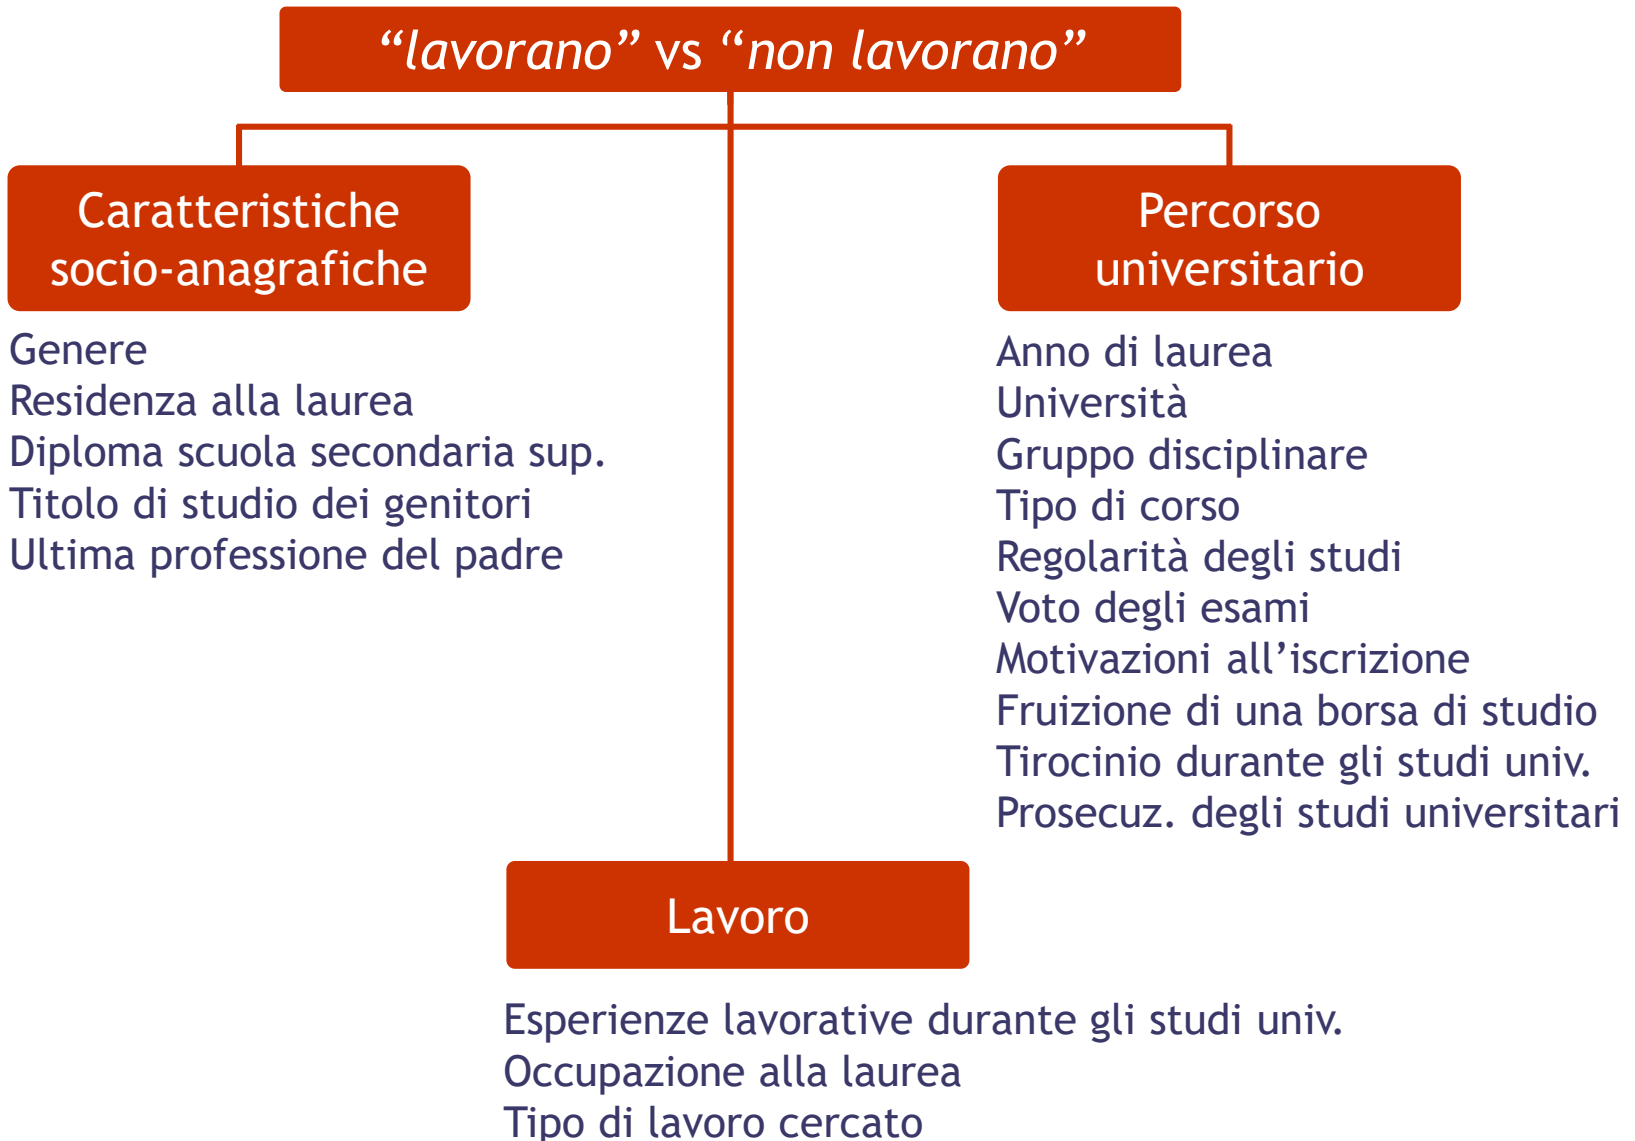 “lavorano” vs “non lavorano”
Caratteristiche
socio-anagrafiche
Genere
Residenza alla laurea
Diploma scuola secondaria sup.
Titolo di studio dei genitori
Ultima professione del padre
Percorso
universitario
Anno di laurea
Università
Gruppo disciplinare
Tipo di corso
Regolarità degli studi
Voto degli esami
Motivazioni all’iscrizione
Fruizione di una borsa di studio
Tirocinio durante gli studi univ.
Prosecuz. degli studi universitari
Lavoro
Esperienze lavorative durante gli studi univ.
Occupazione alla laurea
Tipo di lavoro cercato